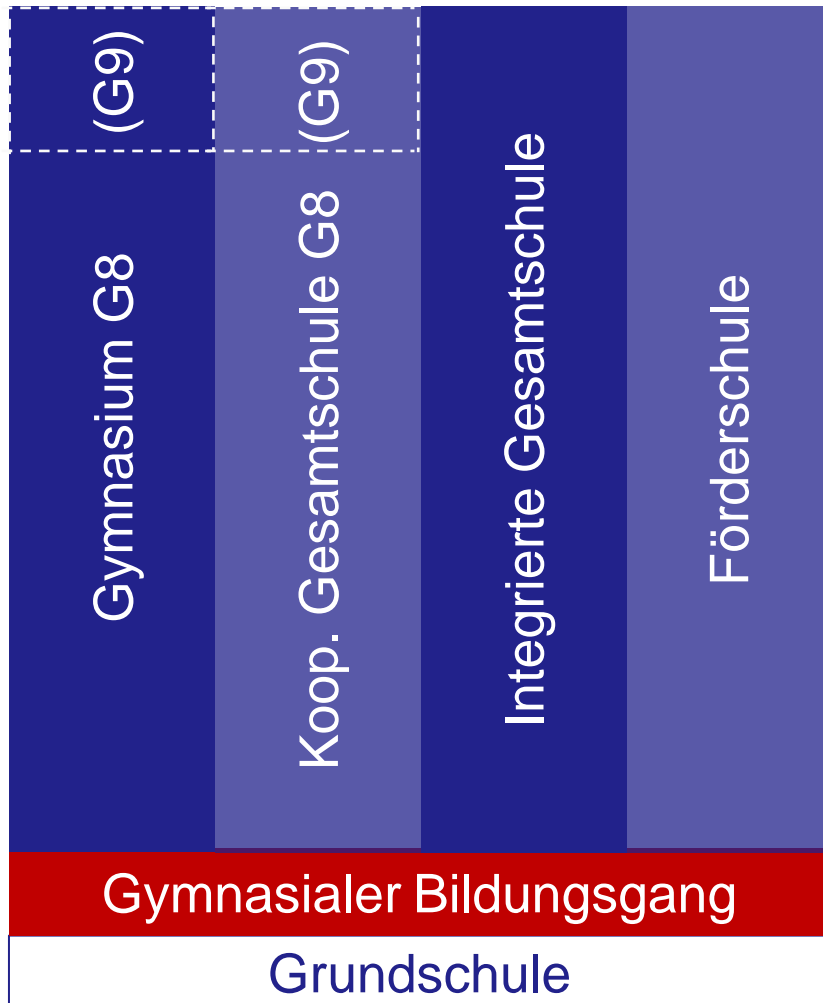 (G9)
Gymnasium G8
(G9)
Koop. Gesamtschule G8
Integrierte Gesamtschule
Förderschule
Gymnasialer Bildungsgang
Grundschule